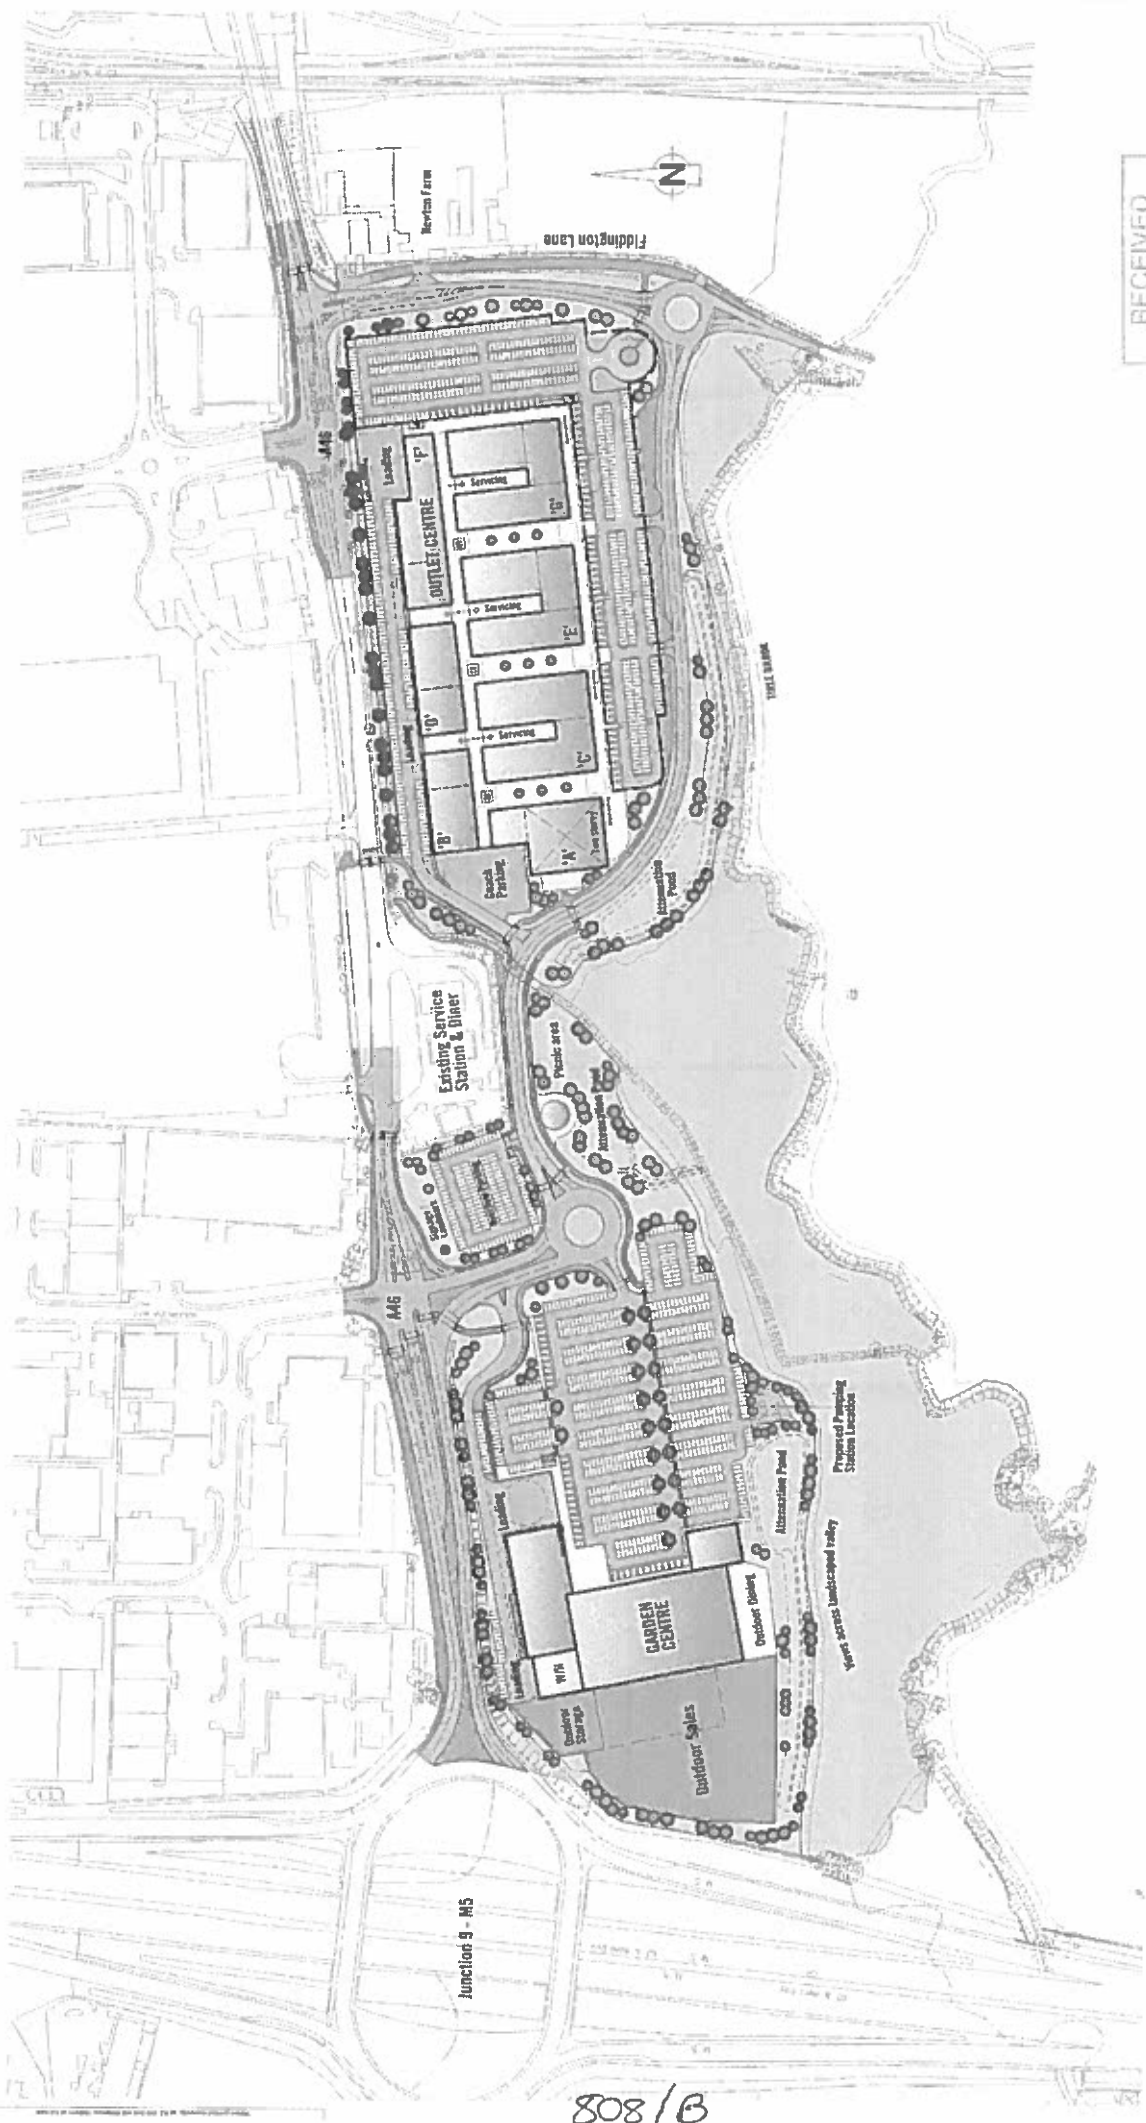 Junction 9 - M5
A46
A46
Newton Farm
Fiddington Lane
N
Loading
OUTLET CENTRE
'F'
Servicing
'G'
Servicing
'E'
'D'
Servicing
'C'
Loading
'B'
'A'
Coach
Parking
Attenuation
Pond
Existing Service
Station & Diner
Picnic area
Attenuation Pond
Loading
Loading
W/H
GARDEN
CENTRE
Outdoor
Storage
Outdoor Sales
Outdoor Dining
Attenuation Pond
Proposed Pumping
Station Location
Views across landscaped valley
RECEIVED
808/B